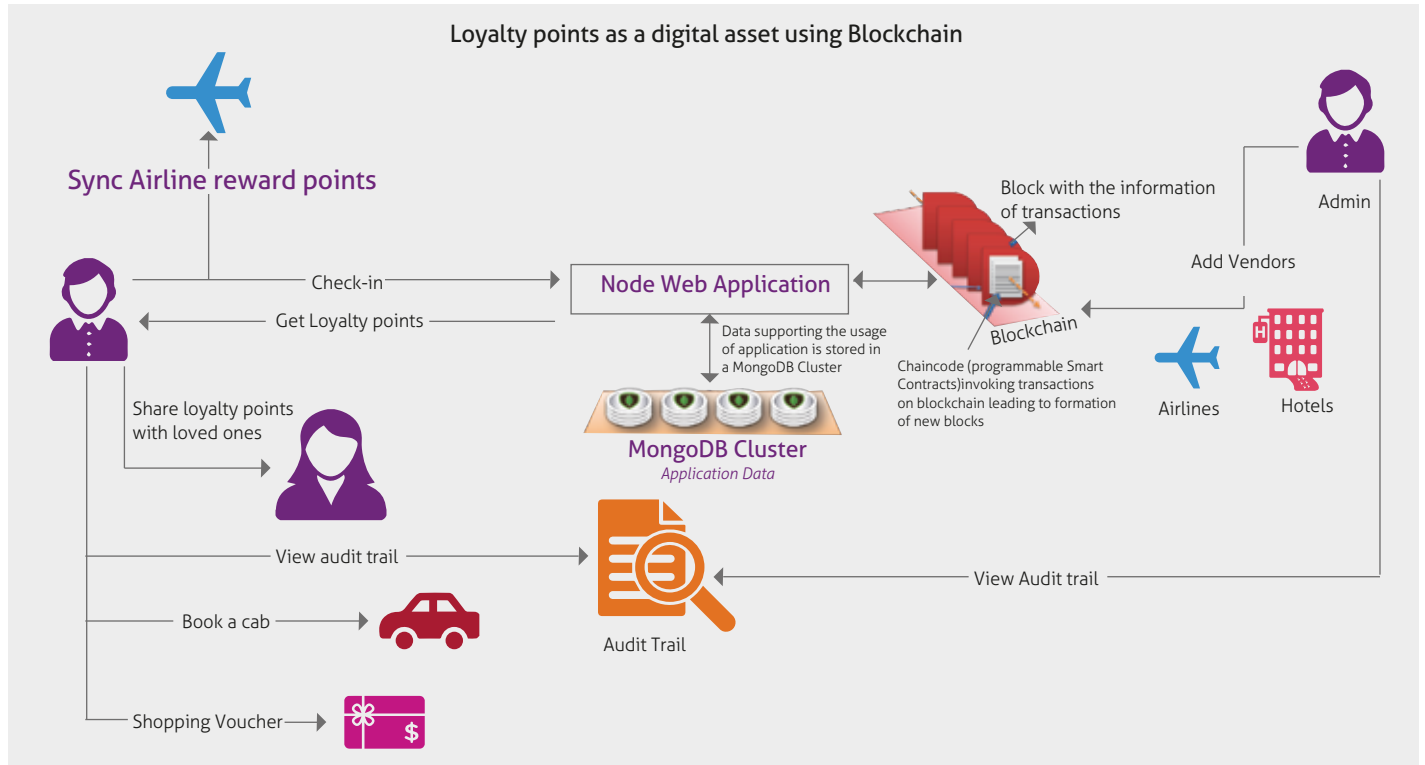 Loyalty points as a digital asset using Blockchain
Sync Airline reward points
Check-in
Get Loyalty points
Share loyalty points
with loved ones
View audit trail
Book a cab
Shopping Voucher
$
Node Web Application
Data supporting the usage
of application is stored in
a MongoDB Cluster
MongoDB Cluster
Application Data
Audit Trail
Block with the information
of transactions
Blockchain
Chaincode (programmable Smart
Contracts)invoking transactions
on blockchain leading to formation
of new blocks
Admin
Add Vendors
Airlines
H
Hotels
View Audit trail